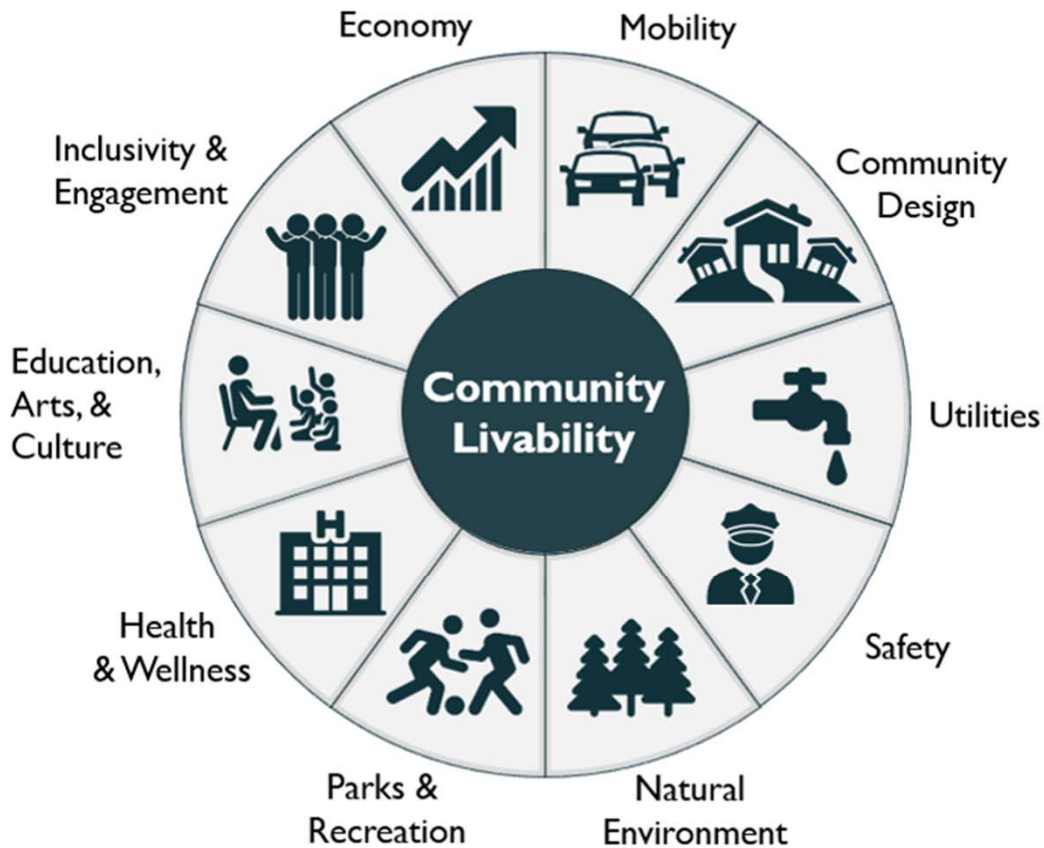 Economy
Mobility
Inclusivity &
Engagement
Community
Design
Education,
Arts, &
Culture
Community
Livability
Utilities
H
Health
& Wellness
Safety
Parks &
Recreation
Natural
Environment